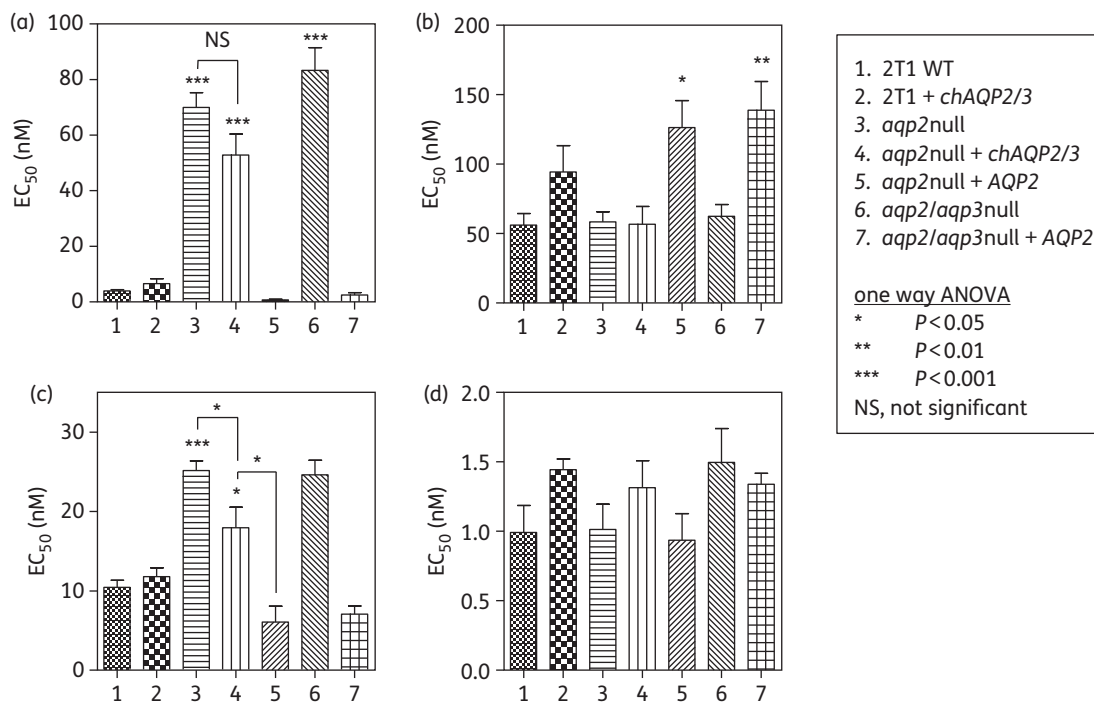 (a)
100
80
60
40
20
0
EC50 (nM)
***
NS
***
***
1 2 3 4 5 6 7
(b)
200
150
100
50
0
EC50 (nM)
*
**
1 2 3 4 5 6 7
(c)
30
20
10
0
EC50 (nM)
*
***
*
*
1 2 3 4 5 6 7
(d)
2.0
1.5
1.0
0.5
0.0
EC50 (nM)
1 2 3 4 5 6 7
1. 2T1 WT
2. 2T1 + chAQP2/3
3. aqp2null
4. aqp2null + chAQP2/3
5. aqp2null + AQP2
6. aqp2/aqp3null
7. aqp2/aqp3null + AQP2
one way ANOVA
* P<0.05
** P<0.01
*** P<0.001
NS, not significant